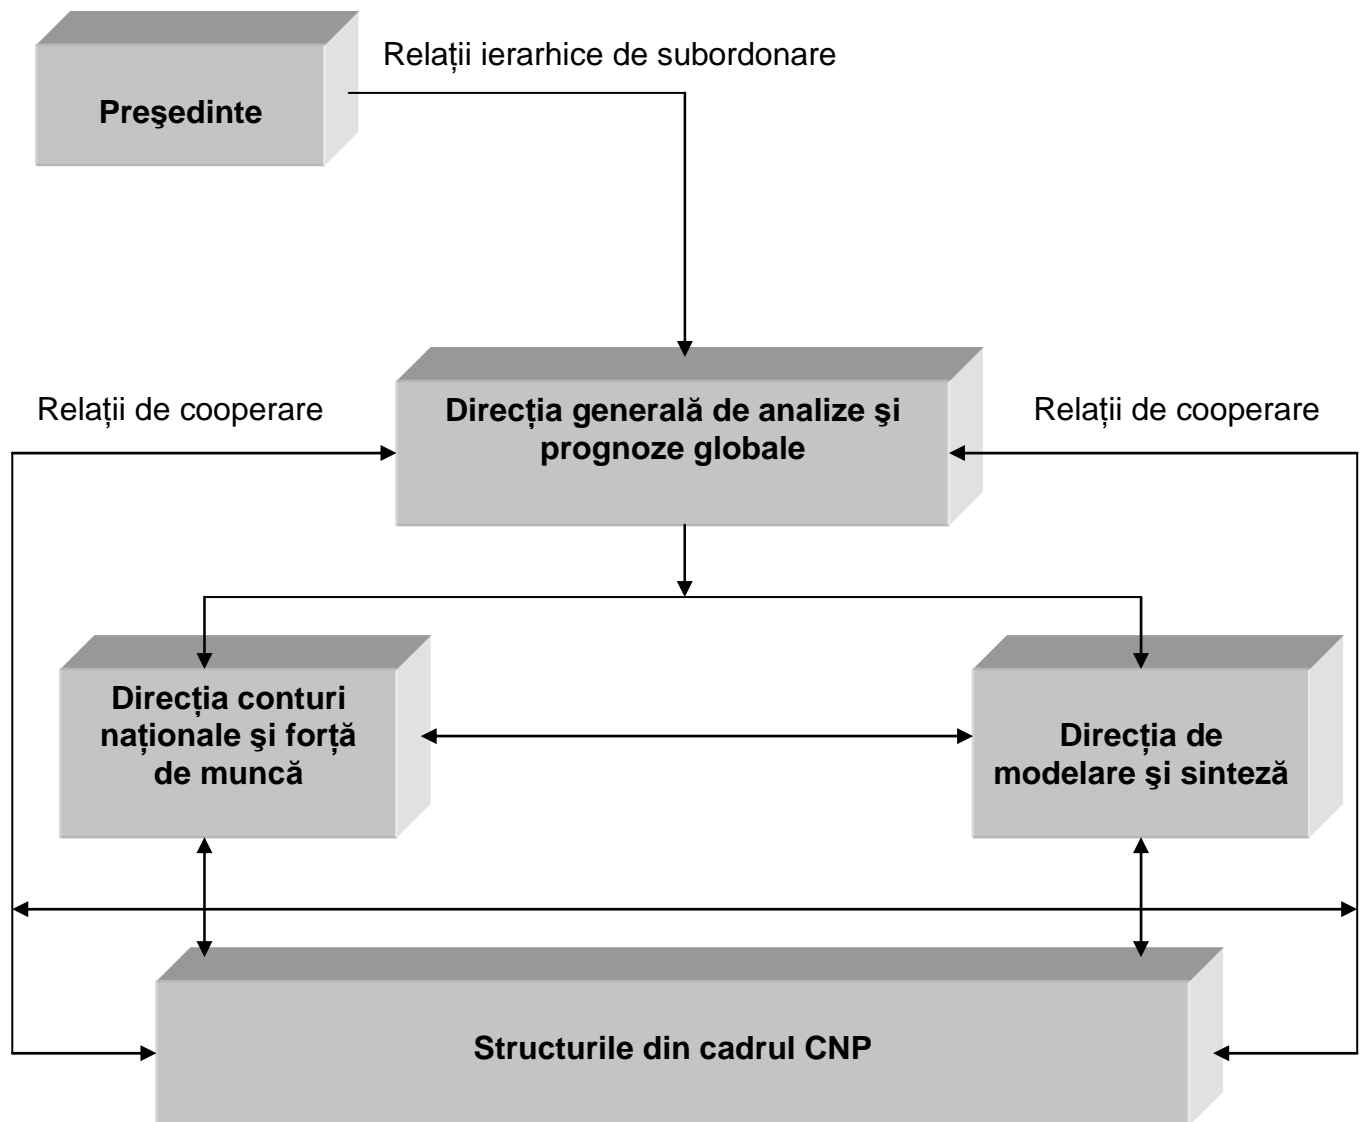 Relații ierarhice de subordonare
Preşedinte
Relații de cooperare
Direcția generală de analize şi
prognoze globale
Relații de cooperare
Direcția conturi
naționale şi forță
de muncă
Direcția de
modelare şi sinteză
Structurile din cadrul CNP